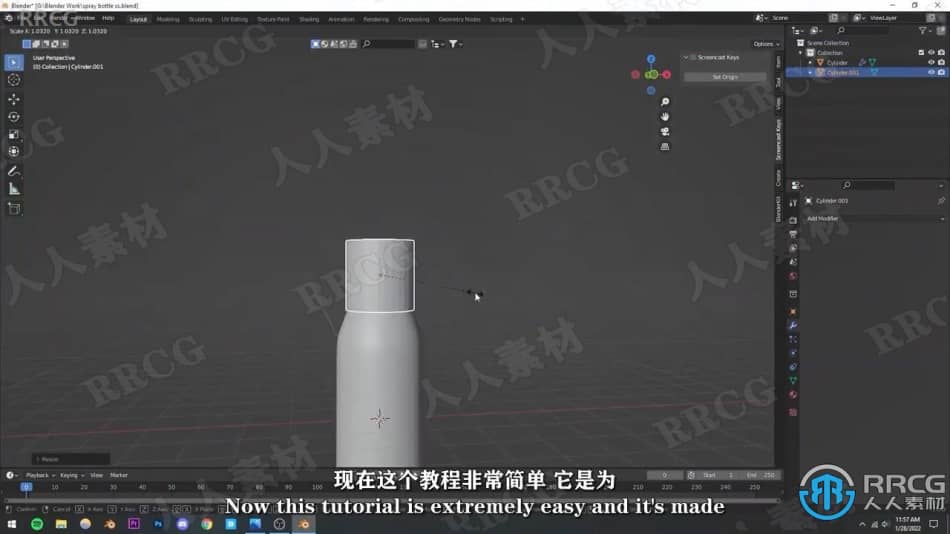 Blender* [G:\Blender Work\spray bottle ss.blend]
Window Help Layout Modeling Sculpting UV Editing Texture Paint Shading Animation Rendering Compositing Geometry Nodes Scripting Scene ViewLayer
Scale X: 1.0320 Y: 1.0320 Z: 1.0320
Options
User Perspective
(0) Collection | Cylinder.001
Screencast Keys
Set Origin
Item
Tool
View
Screencast Keys
Create
BlenderKit
Scene Collection
Collection
Cylinder
Cylinder.001
Cylinder.001
Add Modifier
RRCG
人人素材
Resize
Playback Keying View Marker
0 Start 1 End 250
0 10 20 30 40 50 60 70 80 90 100
190 200 210 220 230 240 250
Confirm Cancel X Axis Y Axis Z Axis
现在这个教程非常简单 它是为
Now this tutorial is extremely easy and it's made
RRCG
人人素材
11:57 AM
1/28/2022